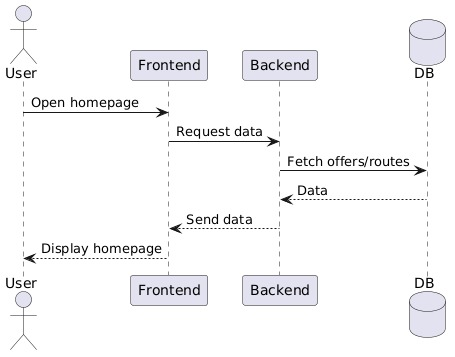 User
Frontend
Backend
DB
Open homepage
Request data
Fetch offers/routes
Data
Send data
Display homepage
User
Frontend
Backend
DB